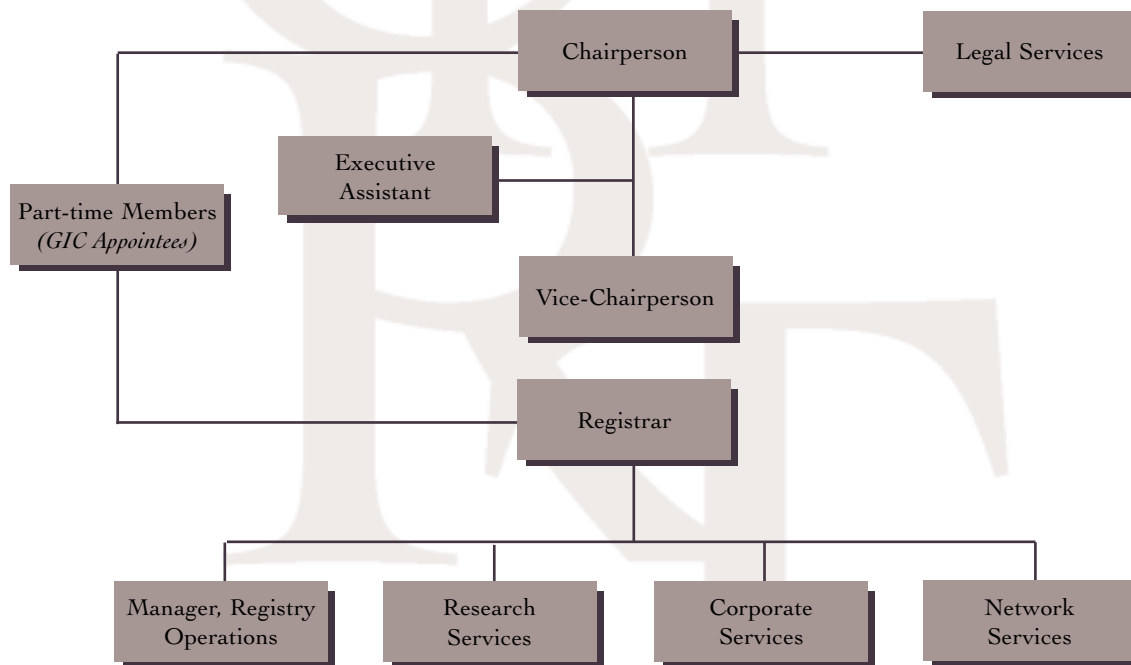 Chairperson
Legal Services
Executive
Assistant
Part-time Members
(GIC Appointees)
Vice-Chairperson
Registrar
Manager, Registry
Operations
Research
Services
Corporate
Services
Network
Services